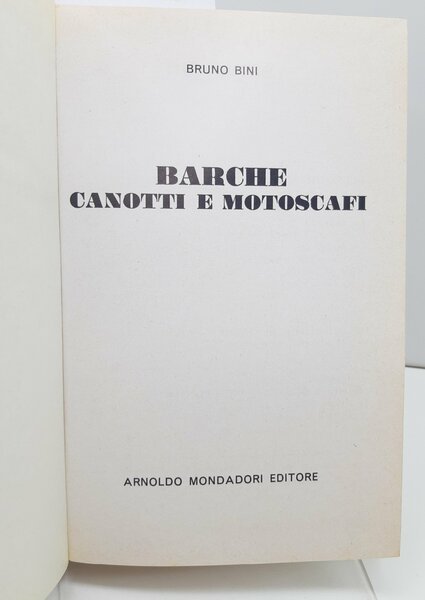 BRUNO BINI
BARCHE
CANOTTI E MOTOSCAFI
ARNOLDO MONDADORI EDITORE